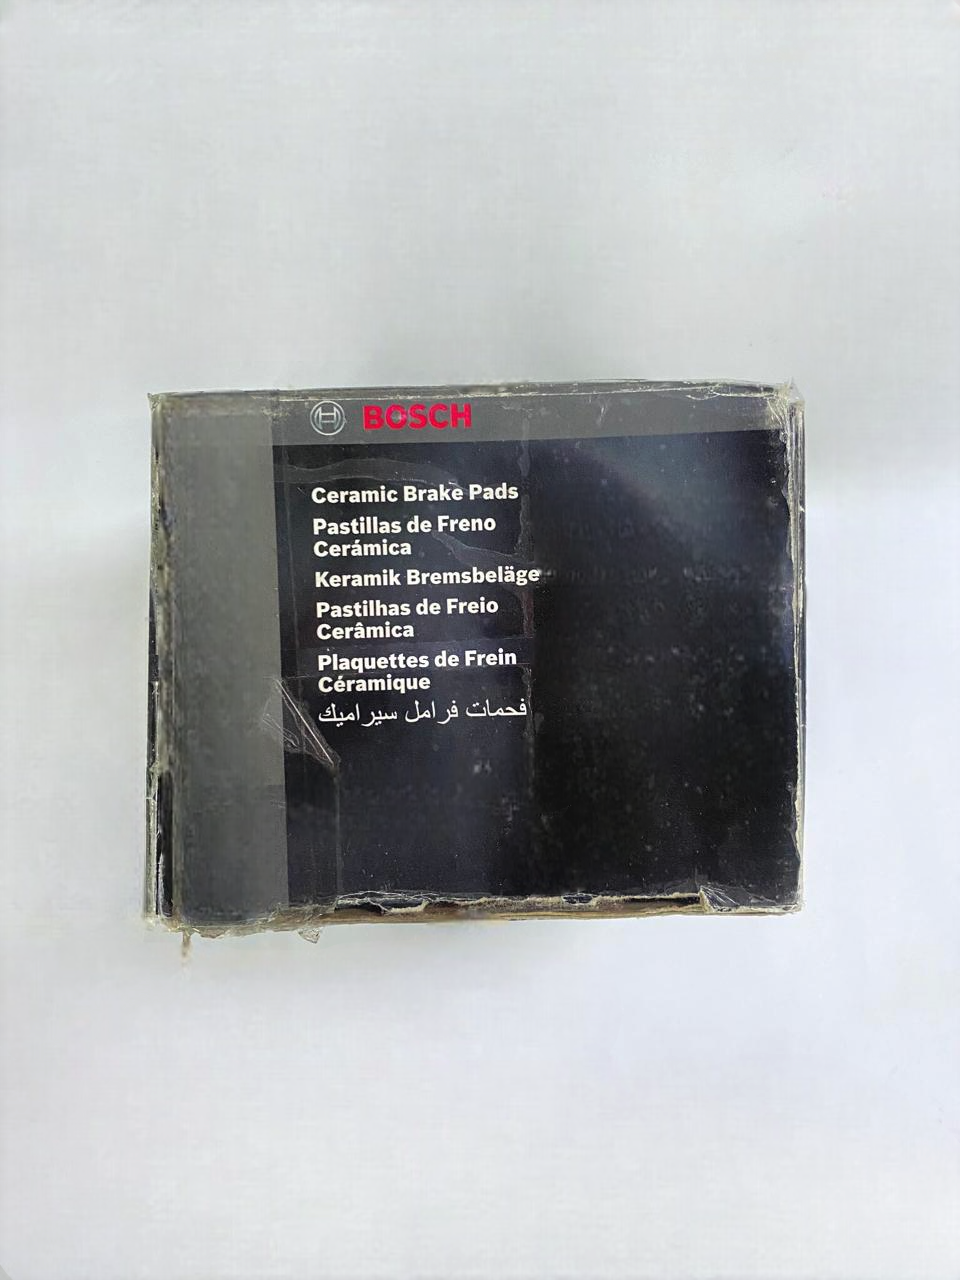 BOSCH
Ceramic Brake Pads
Pastillas de Freno
Cerámica
Keramik Bremsbeläge
Pastilhas de Freio
Cerâmica
Plaquettes de Frein
Céramique
فحمات فرامل سيراميك